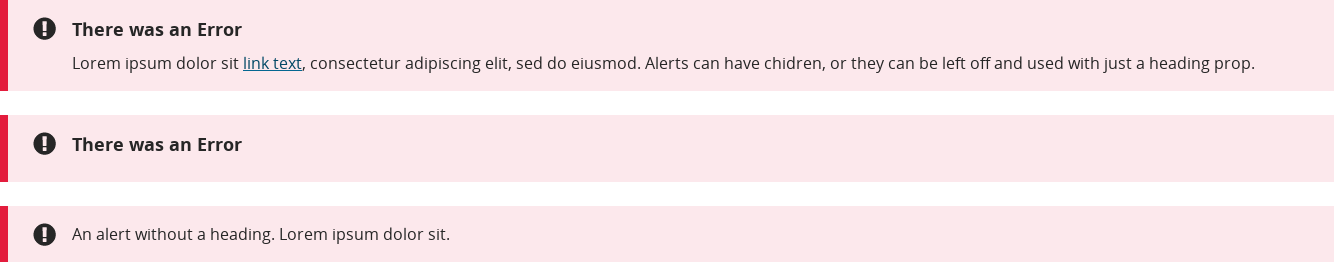 There was an Error
Lorem ipsum dolor sit link text, consectetur adipiscing elit, sed do eiusmod. Alerts can have chidren, or they can be left off and used with just a heading prop.
There was an Error
An alert without a heading. Lorem ipsum dolor sit.